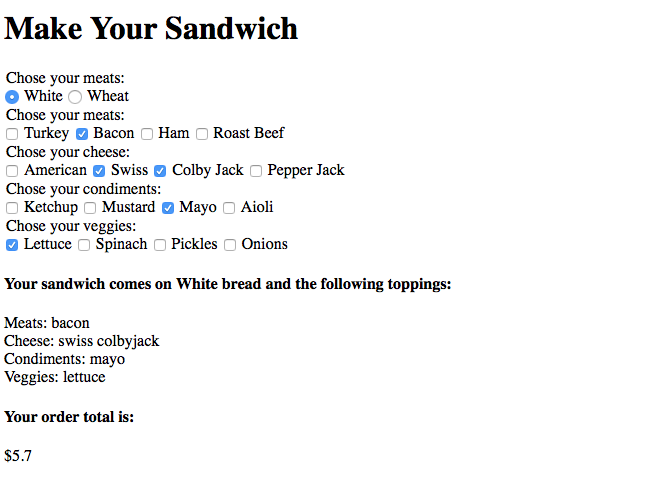 Make Your Sandwich
Chose your meats:
White Wheat
Chose your meats:
Turkey Bacon Ham Roast Beef
Chose your cheese:
American Swiss Colby Jack Pepper Jack
Chose your condiments:
Ketchup Mustard Mayo Aioli
Chose your veggies:
Lettuce Spinach Pickles Onions
Your sandwich comes on White bread and the following toppings:
Meats: bacon
Cheese: swiss colbyjack
Condiments: mayo
Veggies: lettuce
Your order total is:
$5.7